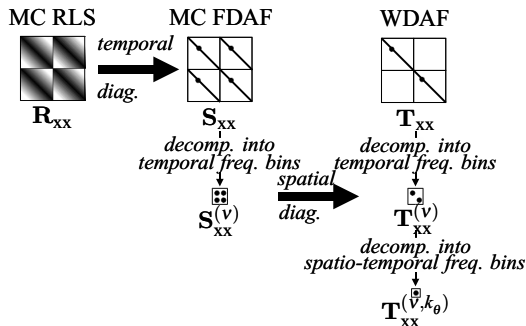 MC RLS MC FDAF WDAF
temporal
diag.
R_xx S_xx T_xx
decomp. into decomp. into
temporal freq. bins temporal freq. bins
spatial
diag.
S_xx^(ν) T_xx^(ν)
decomp. into
spatio-temporal freq. bins
T_xx^(ν,k_θ)